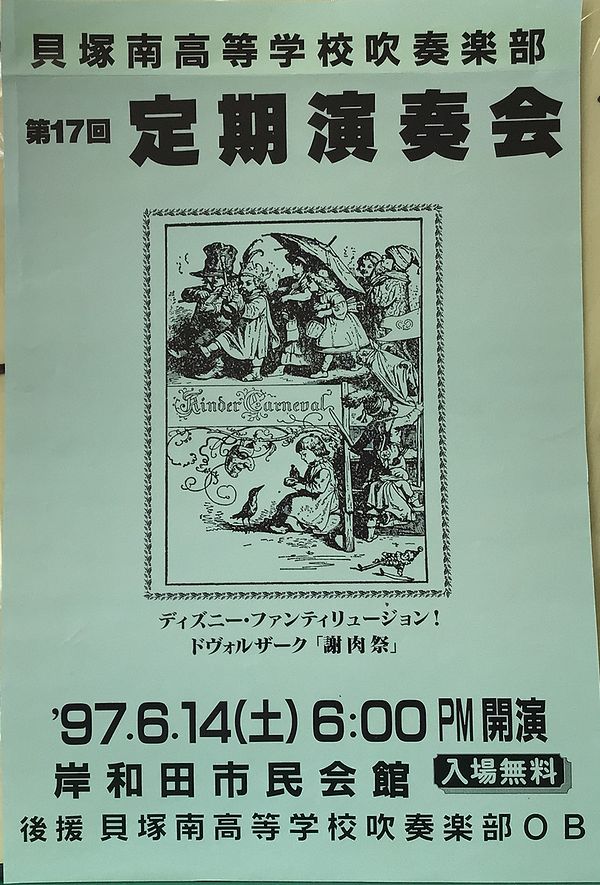 貝塚南高等学校吹奏楽部
第17回 定期演奏会
Kinder Carneval
ディズニー・ファンティリュージョン!
ドヴォルザーク「謝肉祭」
'97.6.14(土) 6:00 PM 開演
岸和田市民会館 入場無料
後援 貝塚南高等学校吹奏楽部OB